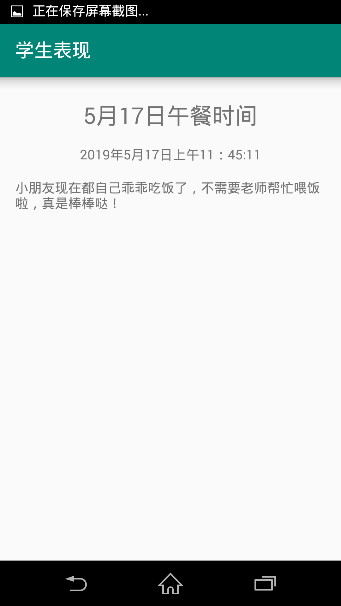 正在保存屏幕截图...
学生表现
5月17日午餐时间
2019年5月17日上午11：45:11
小朋友现在都自己乖乖吃饭了，不需要老师帮忙喂饭
啦，真是棒棒哒！